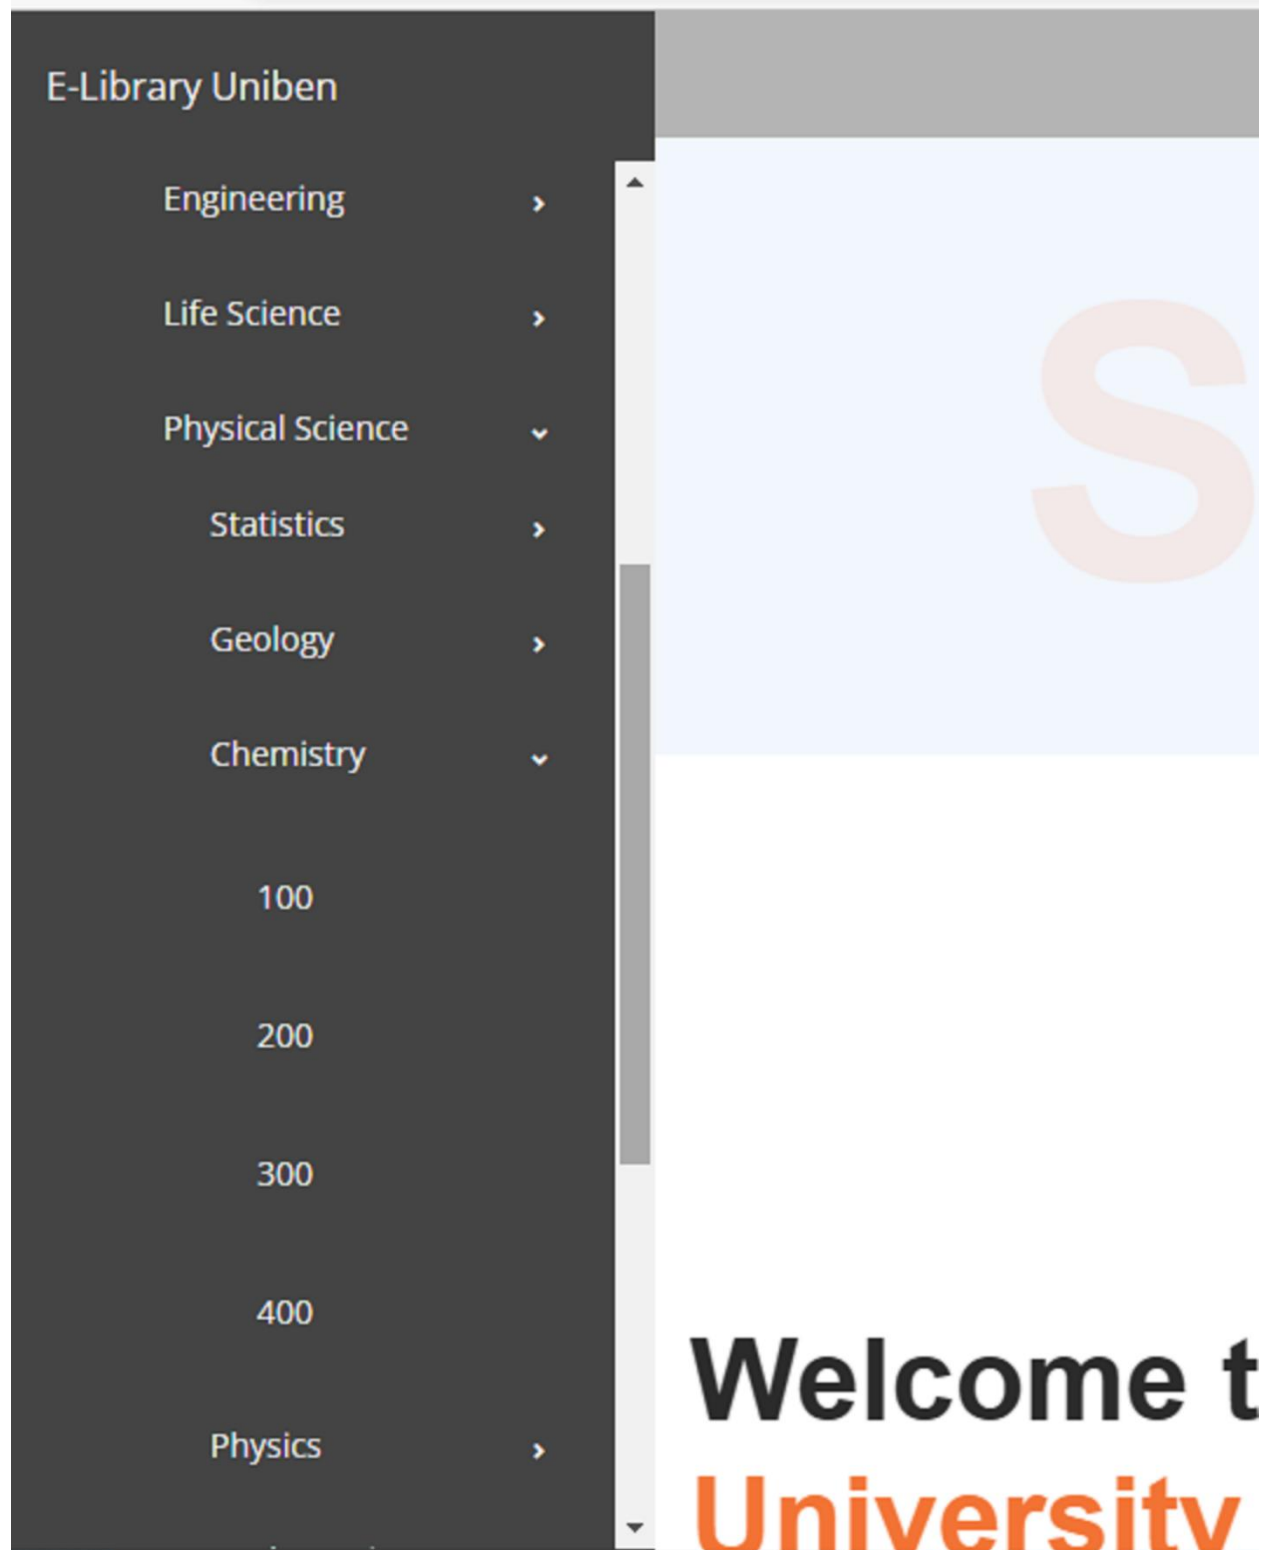 E-Library Uniben
Engineering
Life Science
Physical Science
Statistics
Geology
Chemistry
100
200
300
400
Physics
S
Welcome t
University